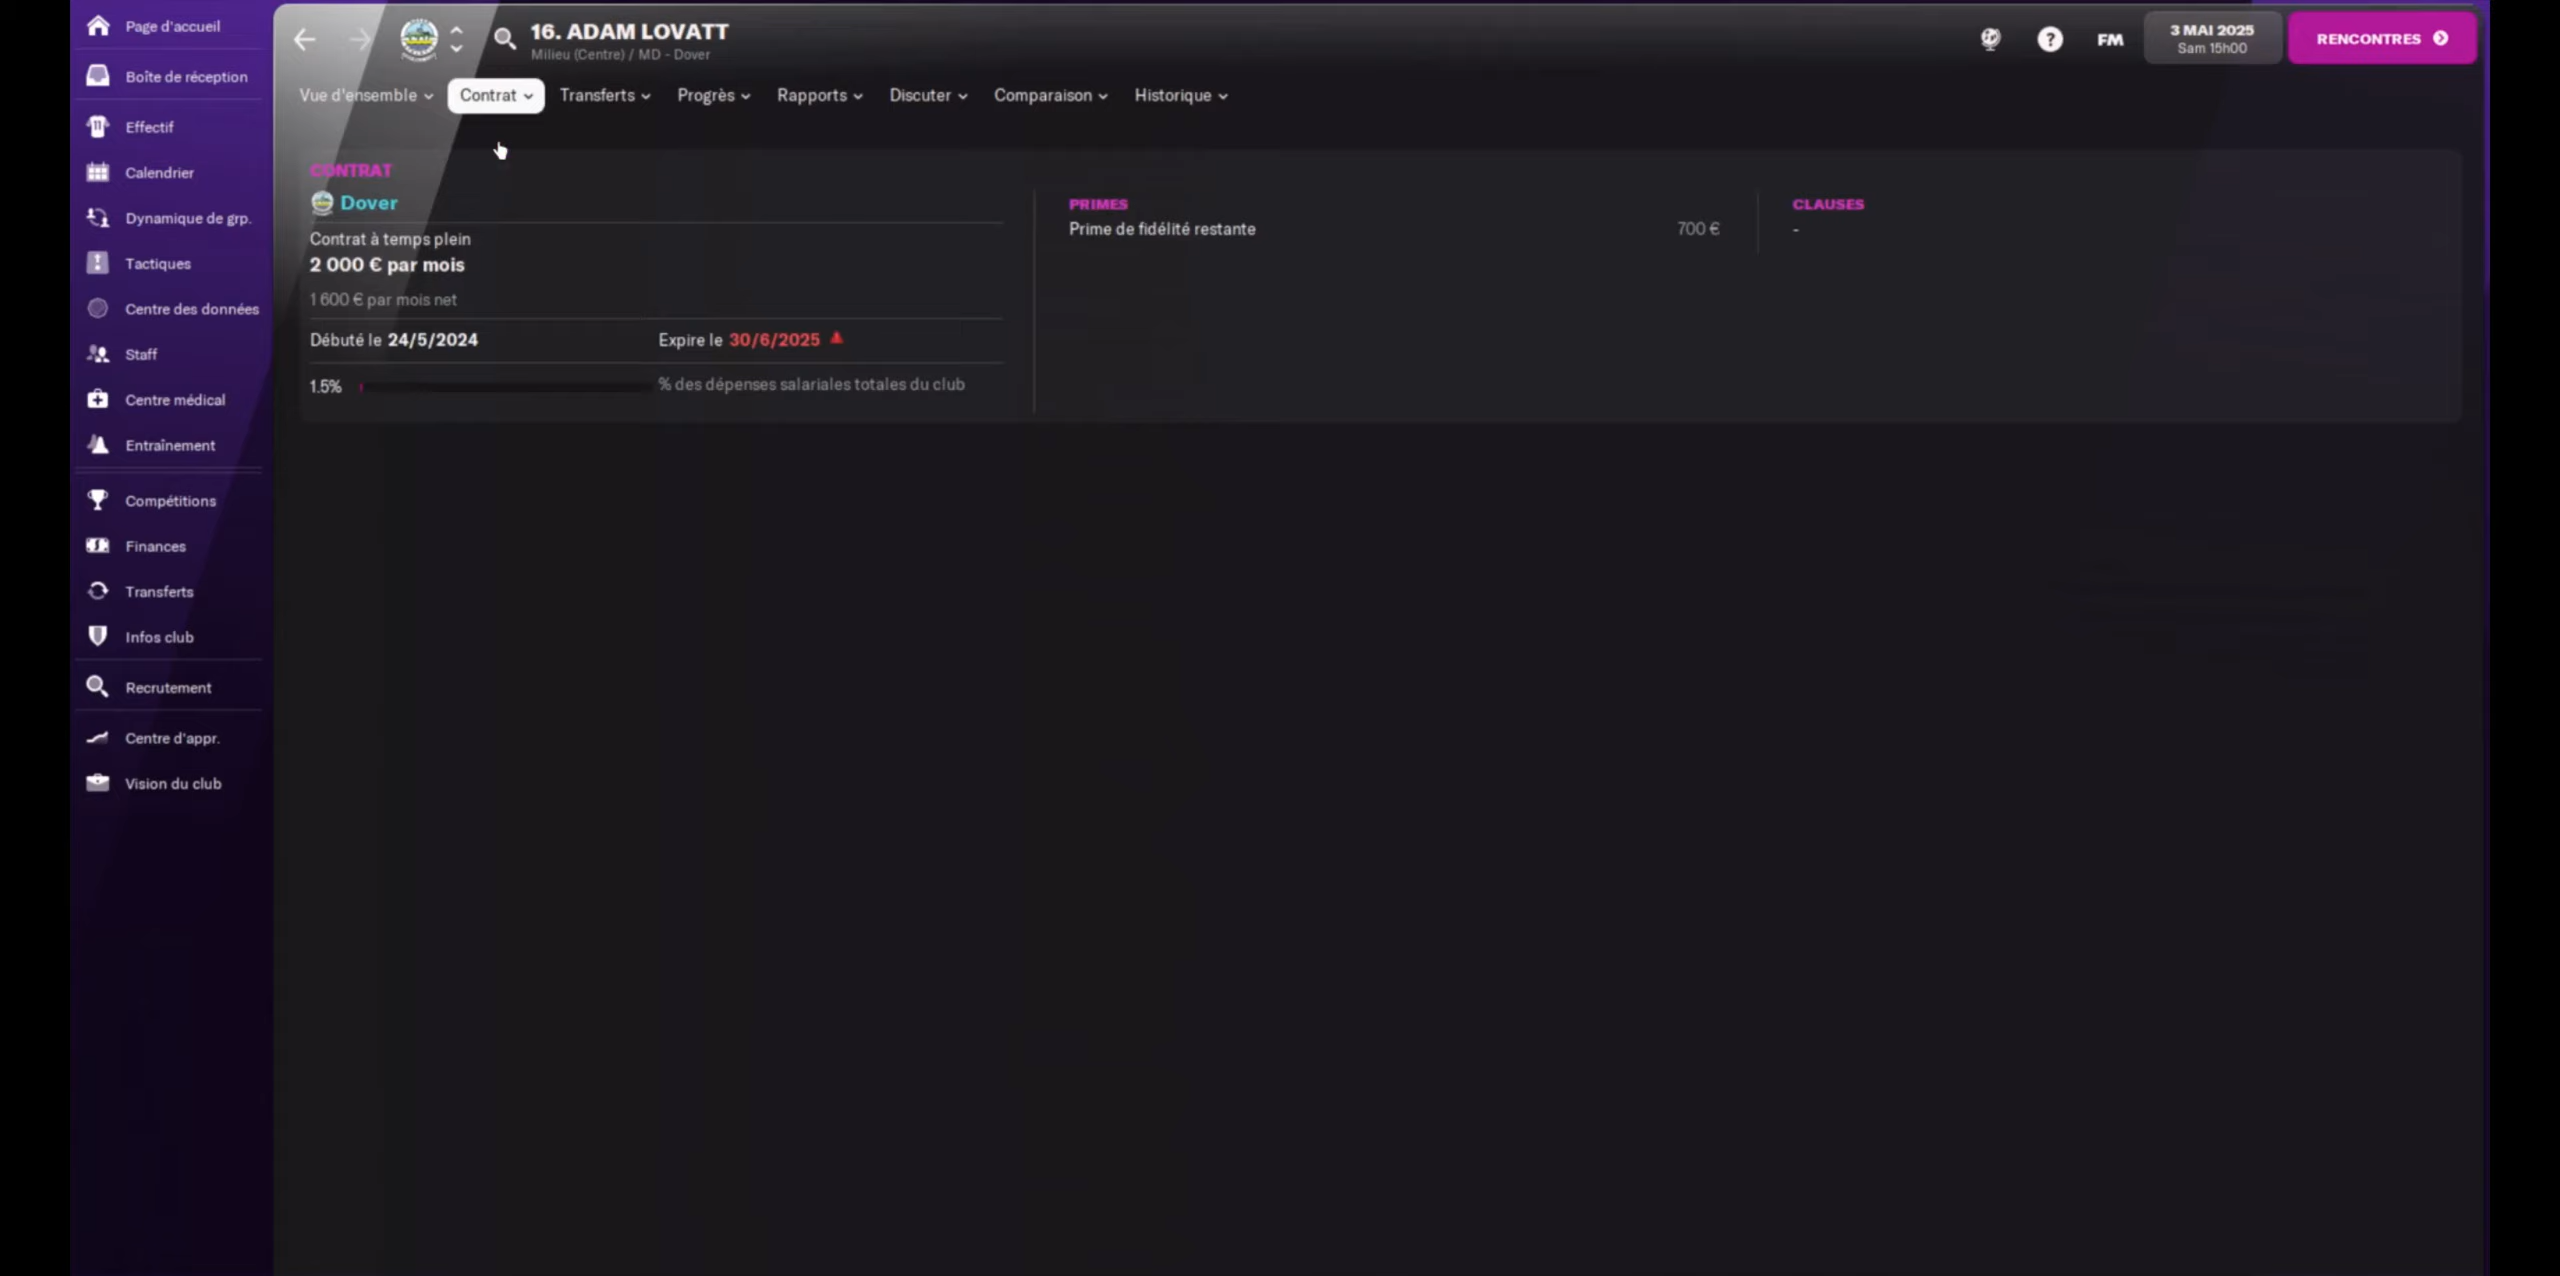 Page d'accueil
Boîte de réception
Effectif
Calendrier
Dynamique de grp.
Tactiques
Centre des données
Staff
Centre médical
Entraînement
Compétitions
Finances
Transferts
Infos club
Recrutement
Centre d'appr.
Vision du club
16. ADAM LOVATT
Milieu (Centre) / MD - Dover
FM
3 MAI 2025
Sam 15h00
RENCONTRES
Vue d'ensemble Contrat Transferts Progrès Rapports Discuter Comparaison Historique
CONTRAT
Dover
Contrat à temps plein
2 000 € par mois
1 600 € par mois net
Débuté le 24/5/2024 Expire le 30/6/2025
1.5% % des dépenses salariales totales du club
PRIMES
Prime de fidélité restante 700 €
CLAUSES
-